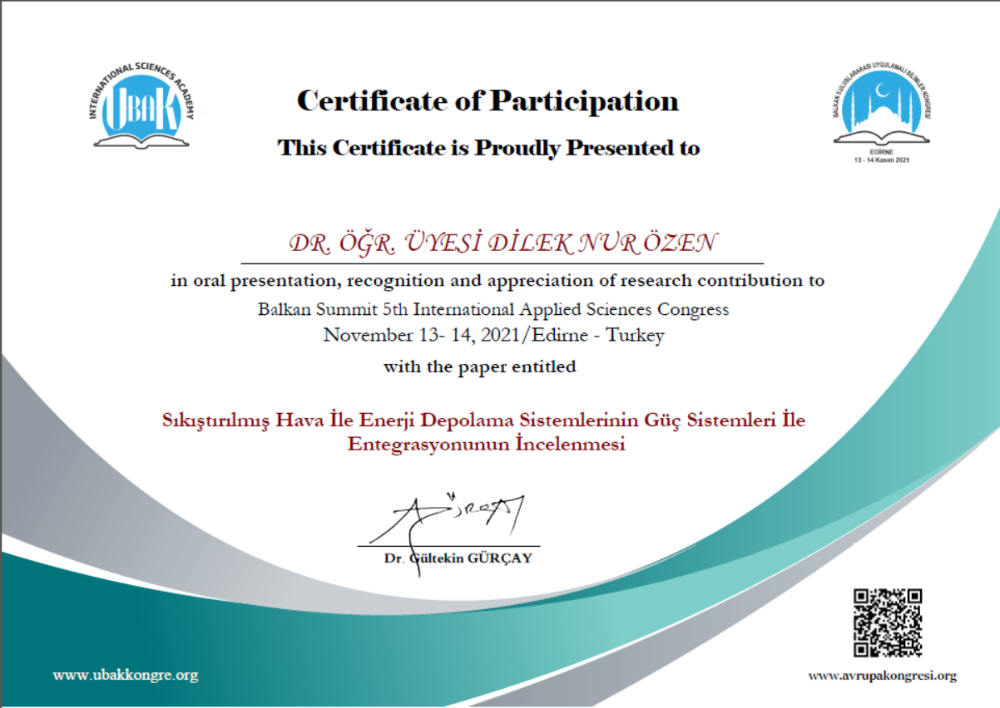 INTERNATIONAL SCIENCES ACADEMY
UBAK
BALKAN 5.ULUSLARARASI UYGULAMALI BİLİMLER KONGRESİ
EDİRNE
13 - 14 Kasım 2021
Certificate of Participation
This Certificate is Proudly Presented to
DR. ÖĞR. ÜYESİ DİLEK NUR ÖZEN
in oral presentation, recognition and appreciation of research contribution to
Balkan Summit 5th International Applied Sciences Congress
November 13- 14, 2021/Edirne - Turkey
with the paper entitled
Sıkıştırılmış Hava İle Enerji Depolama Sistemlerinin Güç Sistemleri İle
Entegrasyonunun İncelenmesi
Dr. Gültekin GÜRÇAY
www.ubakkongre.org
www.avrupakongresi.org